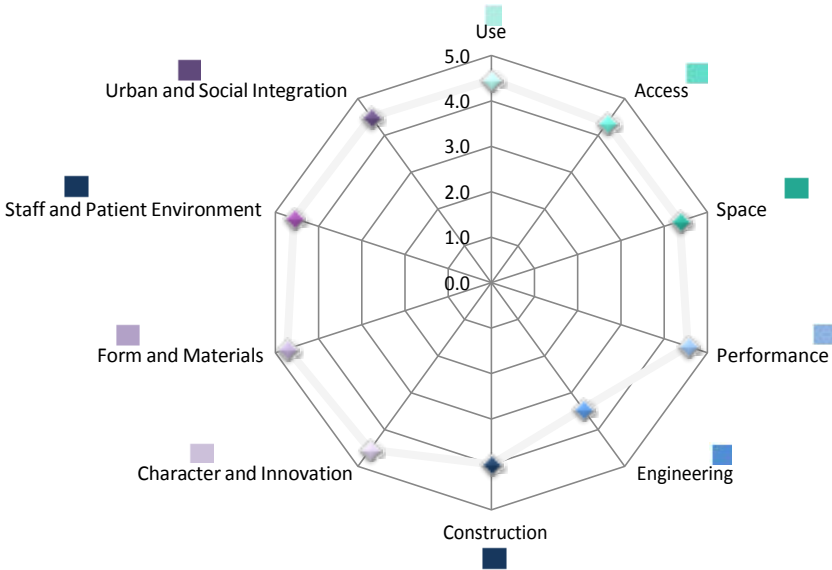 Use
5.0
Urban and Social Integration
Access
4.0
3.0
Staff and Patient Environment
Space
2.0
1.0
0.0
Form and Materials
Performance
Character and Innovation
Engineering
Construction